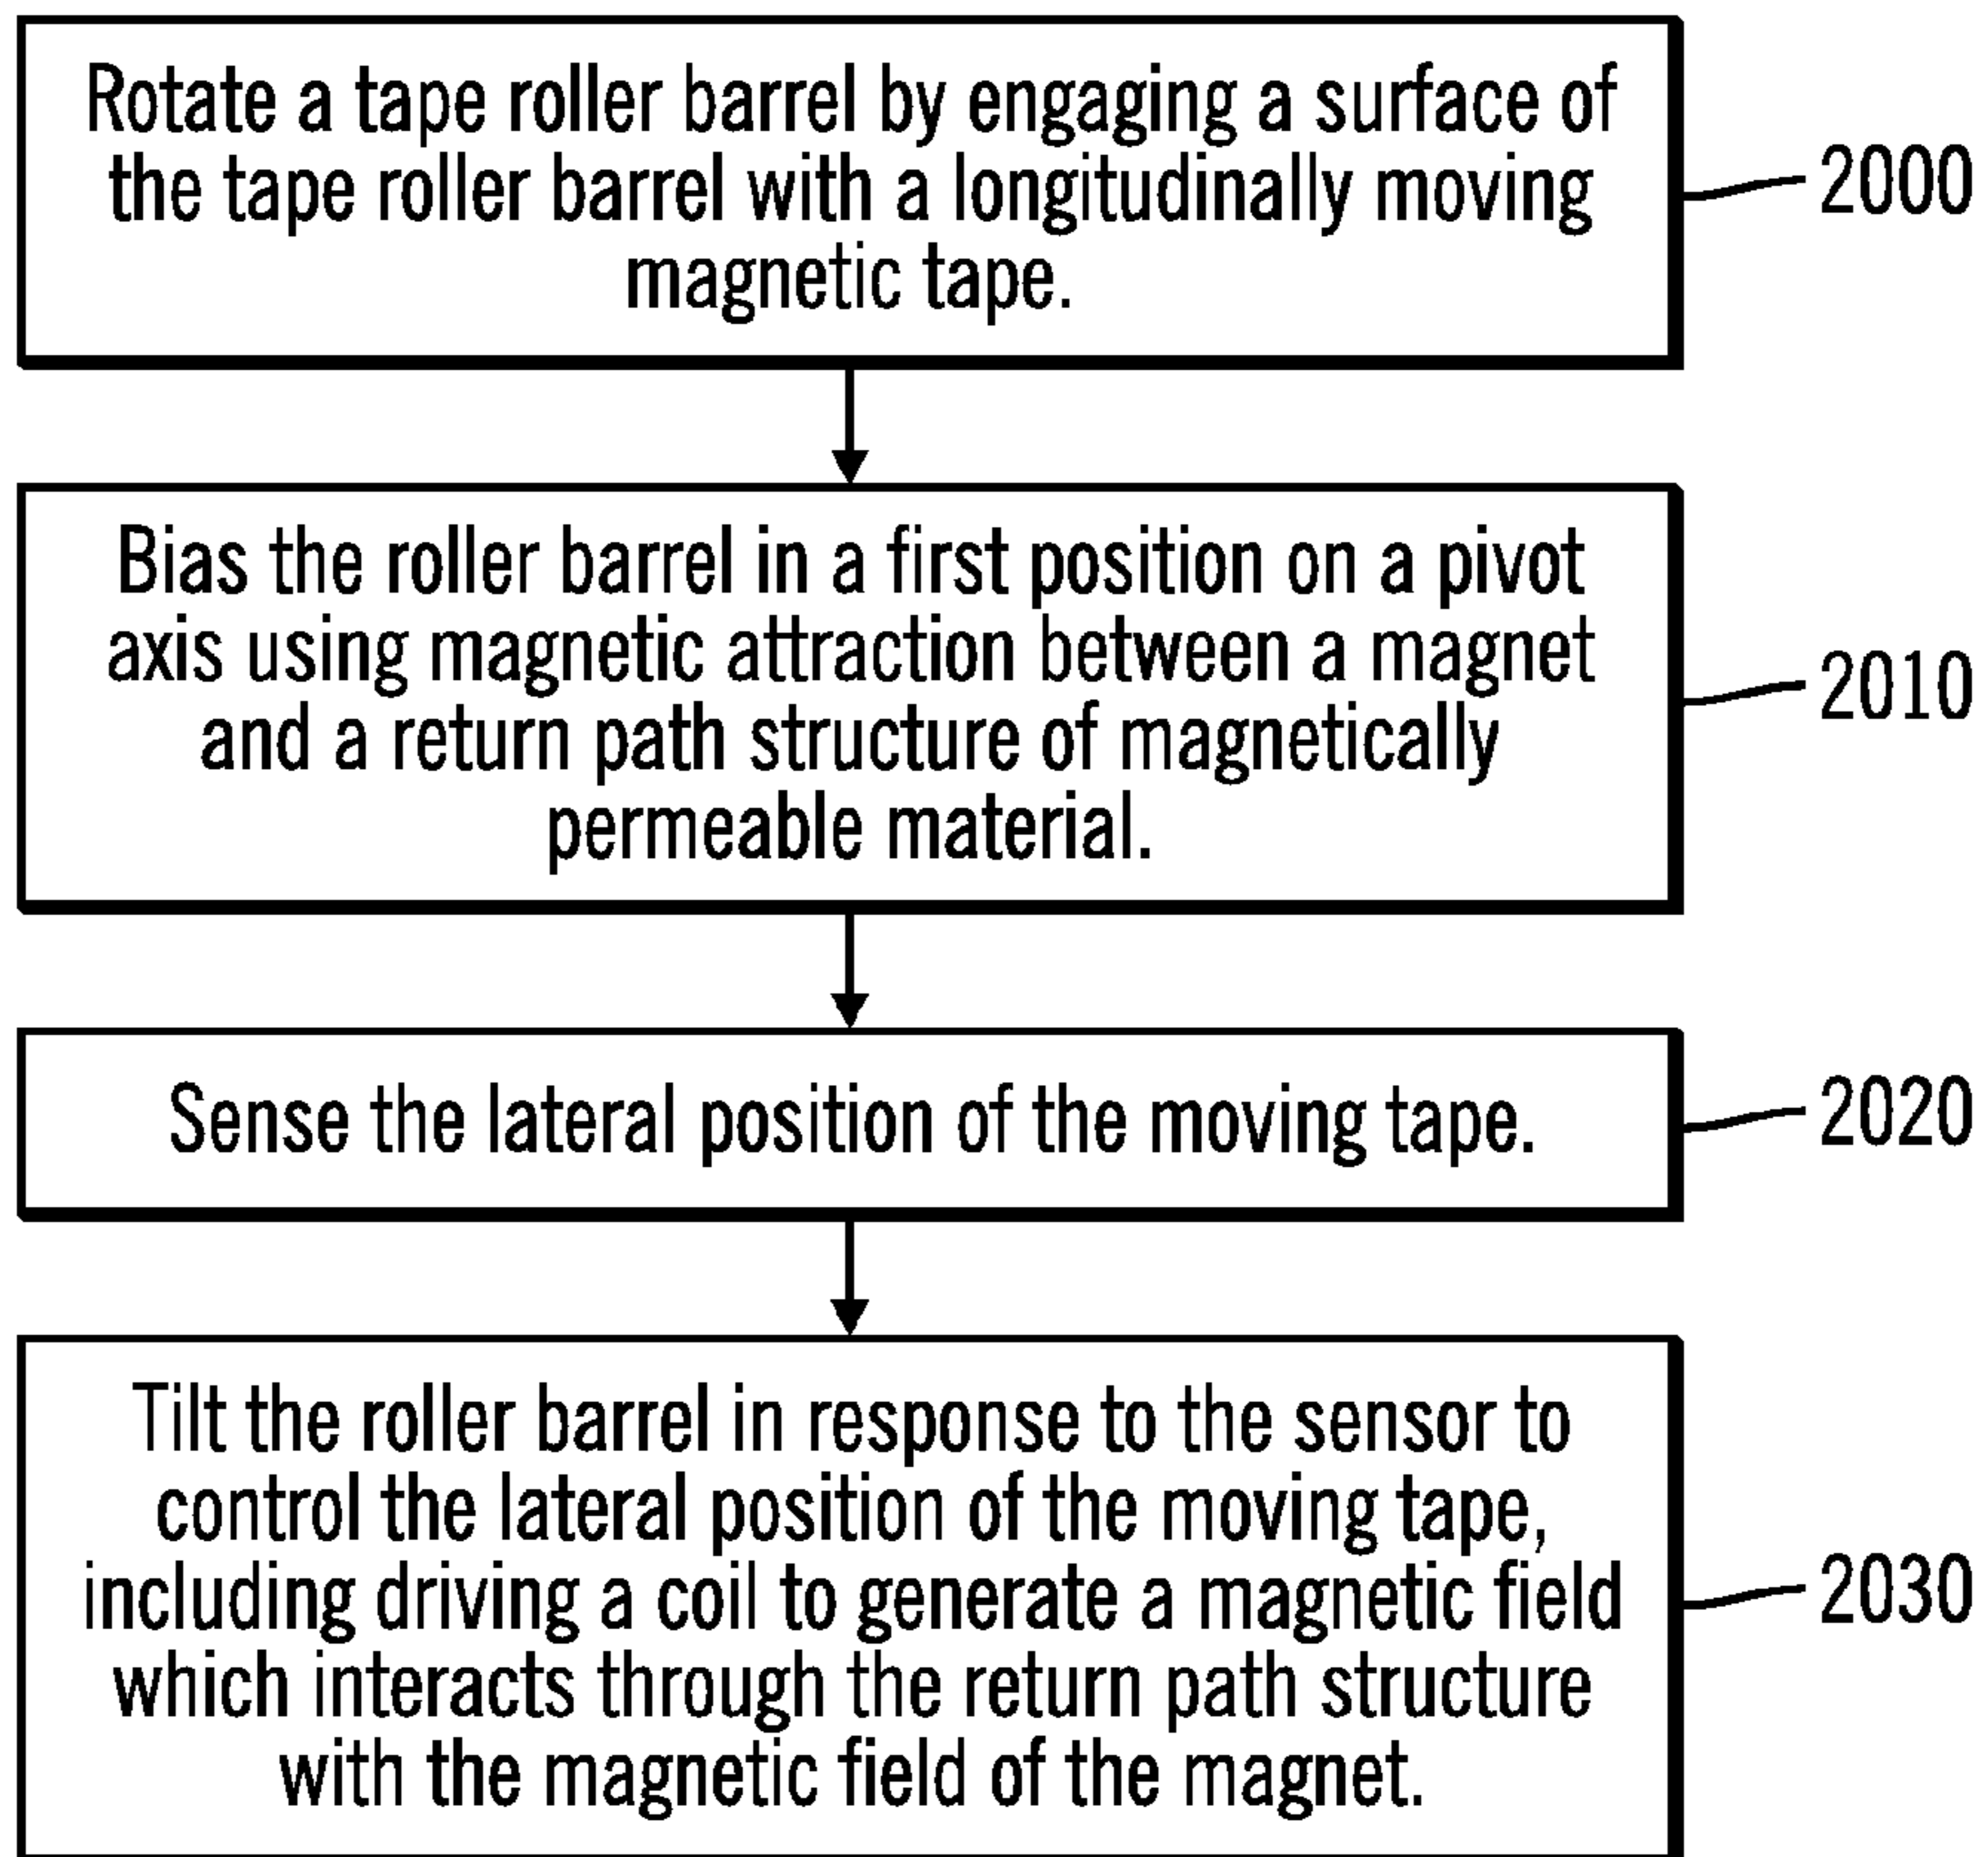 Rotate a tape roller barrel by engaging a surface of
the tape roller barrel with a longitudinally moving
magnetic tape.
2000
Bias the roller barrel in a first position on a pivot
axis using magnetic attraction between a magnet
and a return path structure of magnetically
permeable material.
2010
Sense the lateral position of the moving tape.
2020
Tilt the roller barrel in response to the sensor to
control the lateral position of the moving tape,
including driving a coil to generate a magnetic field
which interacts through the return path structure
with the magnetic field of the magnet.
2030